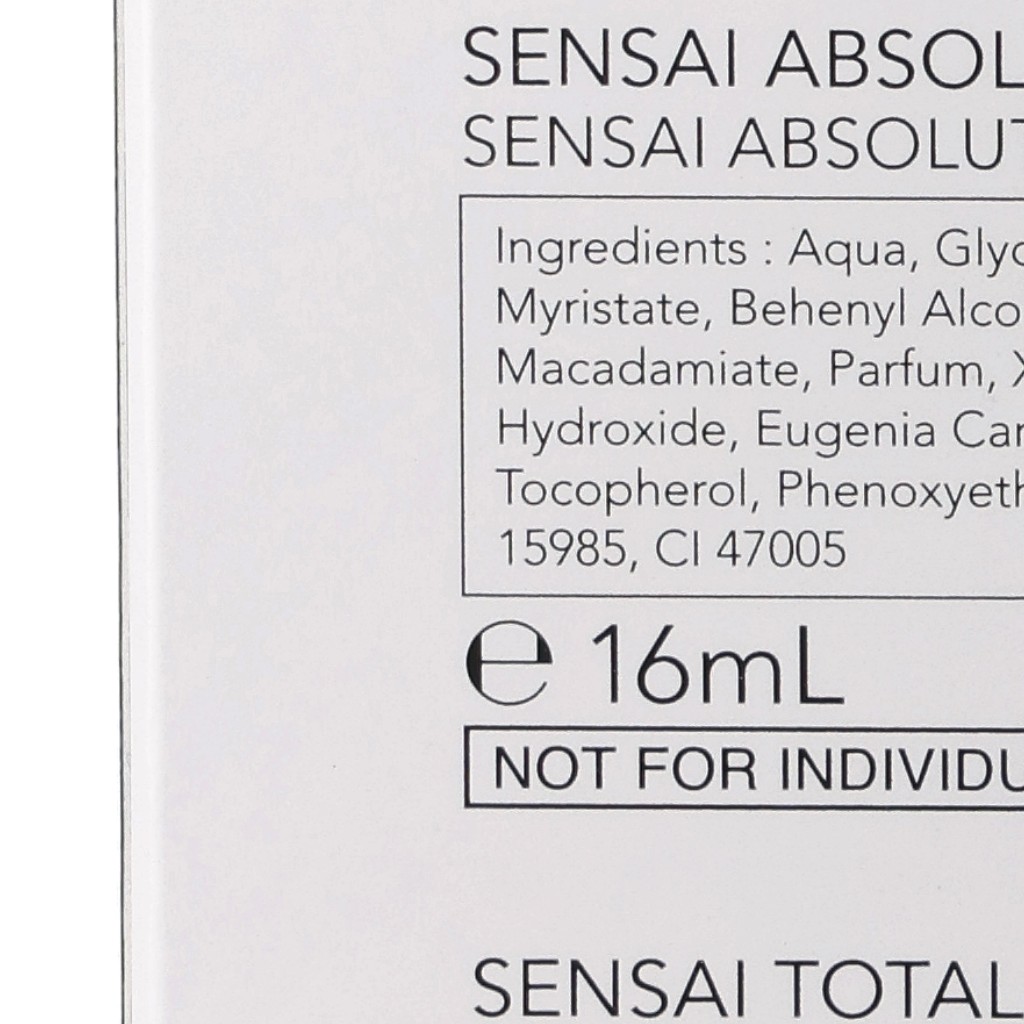 SENSAI ABSOL
SENSAI ABSOLUT
Ingredients : Aqua, Glyc
Myristate, Behenyl Alco
Macadamiate, Parfum, X
Hydroxide, Eugenia Car
Tocopherol, Phenoxyeth
15985, CI 47005
℮ 16mL
NOT FOR INDIVIDU
SENSAI TOTAL